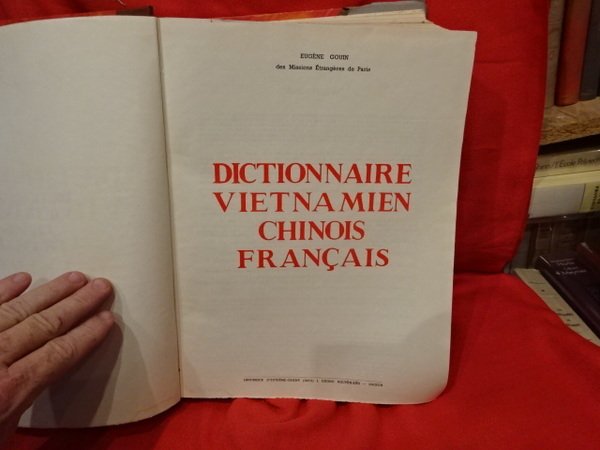 EUGÈNE GOUIN
des Missions Étrangères de Paris
DICTIONNAIRE
VIETNAMIEN
CHINOIS
FRANÇAIS